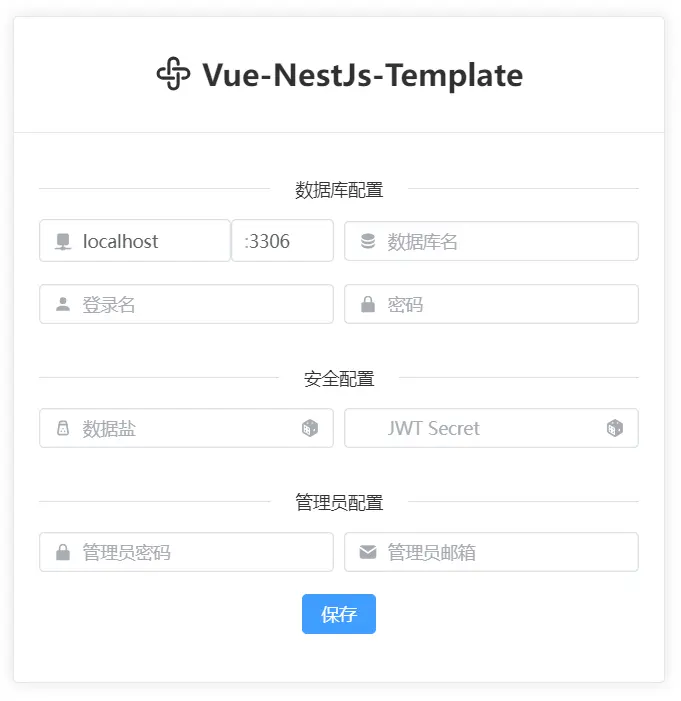 Vue-NestJs-Template
数据库配置
localhost :3306 数据库名
登录名 密码
安全配置
数据盐 JWT Secret
管理员配置
管理员密码 管理员邮箱
保存